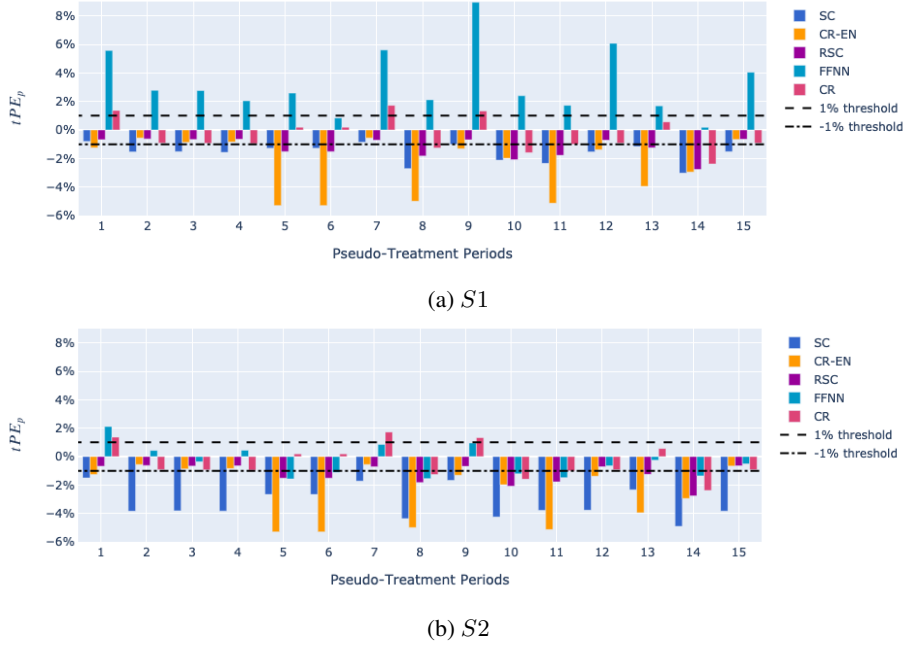 8%
6%
4%
2%
0%
−2%
−4%
−6%
tPE_p
1 2 3 4 5 6 7 8 9 10 11 12 13 14 15
Pseudo-Treatment Periods
SC
CR-EN
RSC
FFNN
CR
1% threshold
-1% threshold
(a) S1
8%
6%
4%
2%
0%
−2%
−4%
−6%
tPE_p
1 2 3 4 5 6 7 8 9 10 11 12 13 14 15
Pseudo-Treatment Periods
SC
CR-EN
RSC
FFNN
CR
1% threshold
-1% threshold
(b) S2